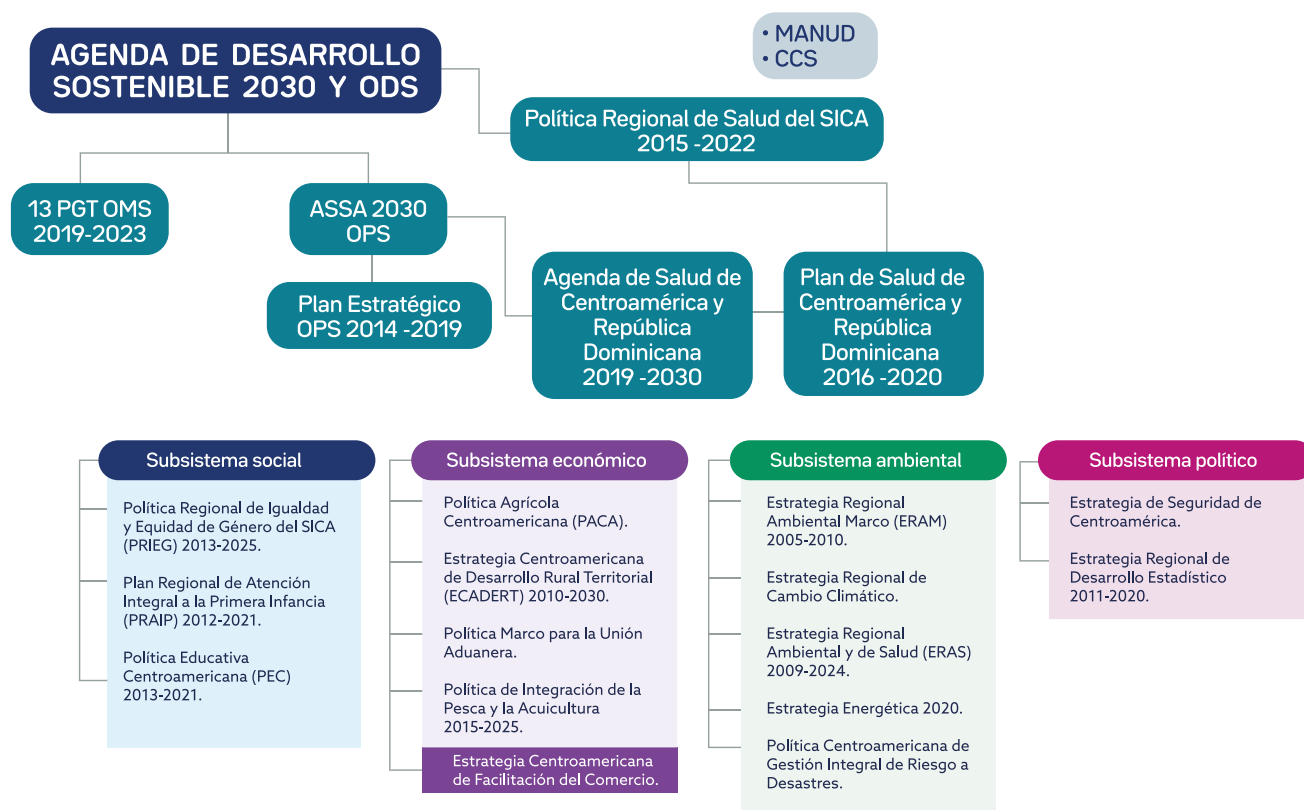 AGENDA DE DESARROLLO
SOSTENIBLE 2030 Y ODS
• MANUD
• CCS
Política Regional de Salud del SICA
2015 -2022
13 PGT OMS
2019-2023
ASSA 2030
OPS
Plan Estratégico
OPS 2014 -2019
Agenda de Salud de
Centroamérica y
República
Dominicana
2019 -2030
Plan de Salud de
Centroamérica y
República
Dominicana
2016 -2020
Subsistema social
Política Regional de Igualdad
y Equidad de Género del SICA
(PRIEG) 2013-2025.
Plan Regional de Atención
Integral a la Primera Infancia
(PRAIP) 2012-2021.
Política Educativa
Centroamericana (PEC)
2013-2021.
Subsistema económico
Política Agrícola
Centroamericana (PACA).
Estrategia Centroamericana
de Desarrollo Rural Territorial
(ECADERT) 2010-2030.
Política Marco para la Unión
Aduanera.
Política de Integración de la
Pesca y la Acuicultura
2015-2025.
Estrategia Centroamericana
de Facilitación del Comercio.
Subsistema ambiental
Estrategia Regional
Ambiental Marco (ERAM)
2005-2010.
Estrategia Regional de
Cambio Climático.
Estrategia Regional
Ambiental y de Salud (ERAS)
2009-2024.
Estrategia Energética 2020.
Política Centroamericana de
Gestión Integral de Riesgo a
Desastres.
Subsistema político
Estrategia de Seguridad de
Centroamérica.
Estrategia Regional de
Desarrollo Estadístico
2011-2020.